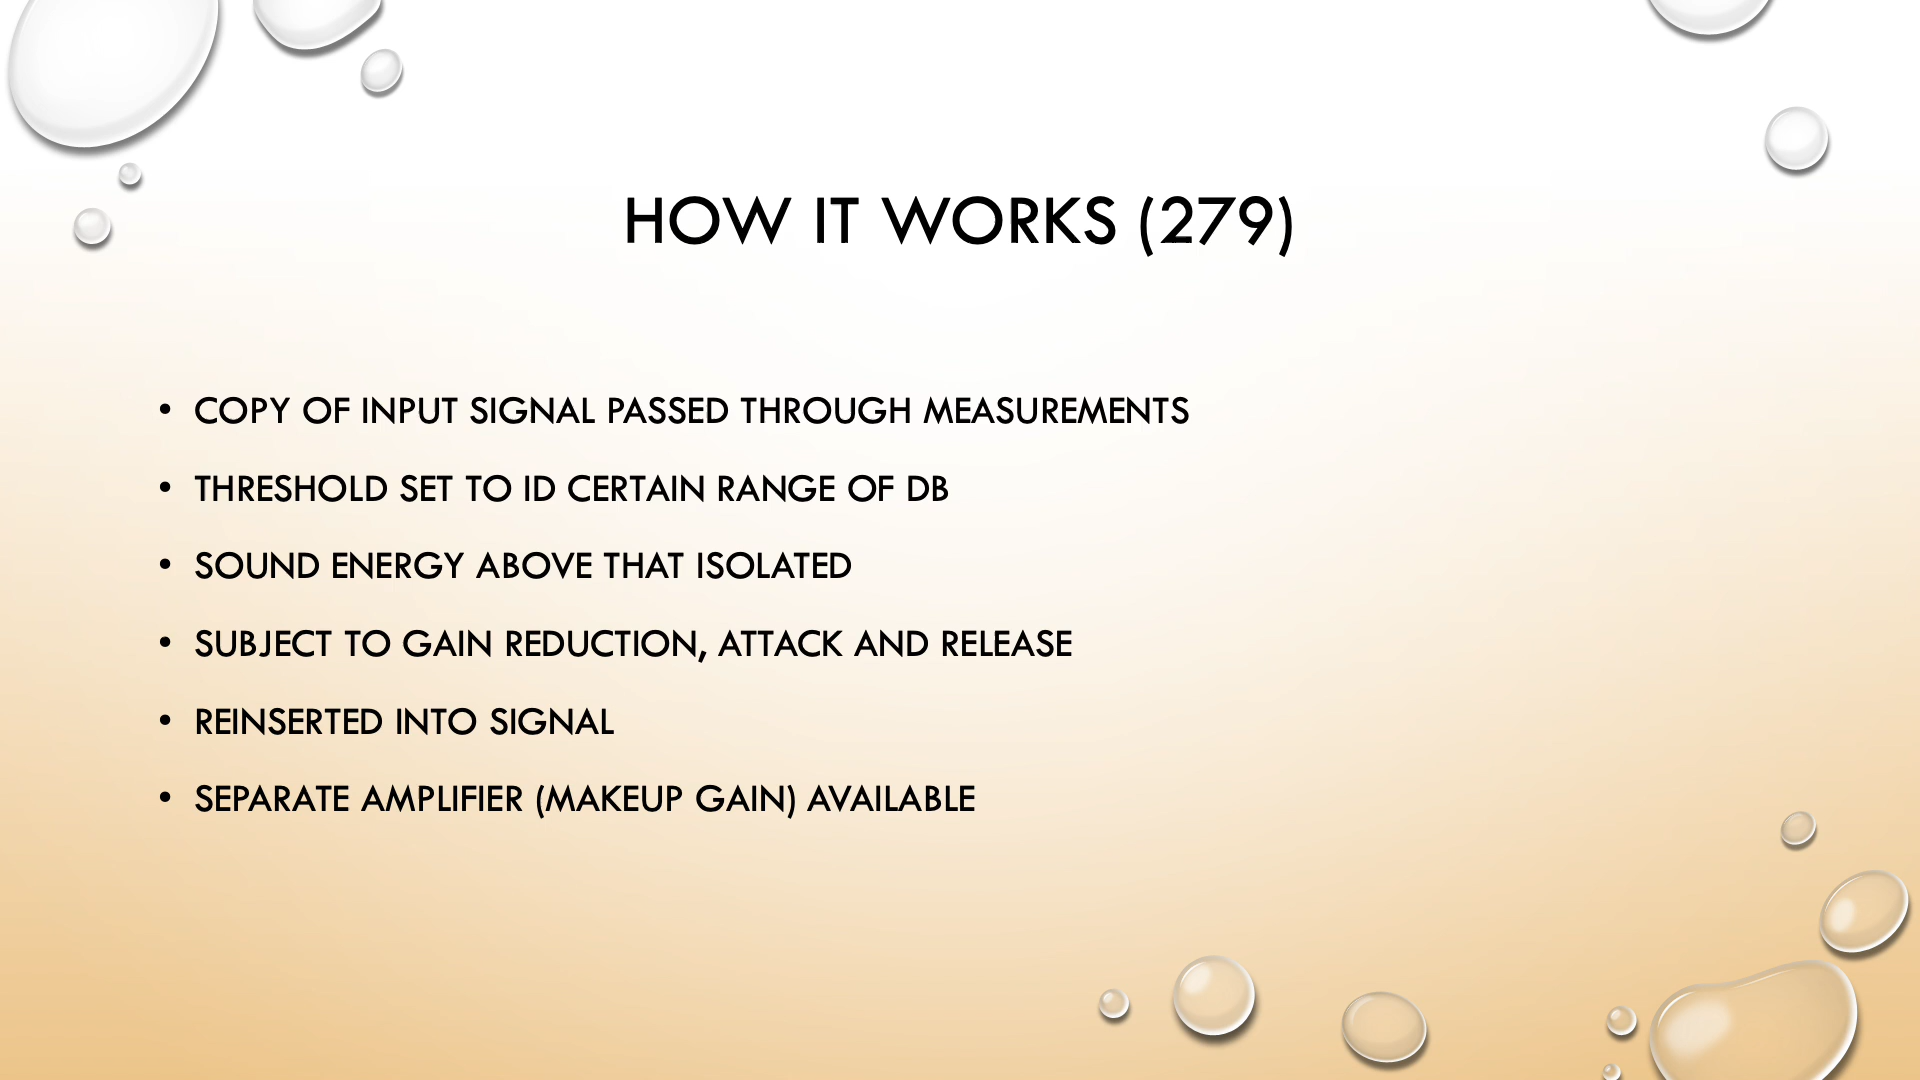 HOW IT WORKS (279)
• COPY OF INPUT SIGNAL PASSED THROUGH MEASUREMENTS
• THRESHOLD SET TO ID CERTAIN RANGE OF DB
• SOUND ENERGY ABOVE THAT ISOLATED
• SUBJECT TO GAIN REDUCTION, ATTACK AND RELEASE
• REINSERTED INTO SIGNAL
• SEPARATE AMPLIFIER (MAKEUP GAIN) AVAILABLE